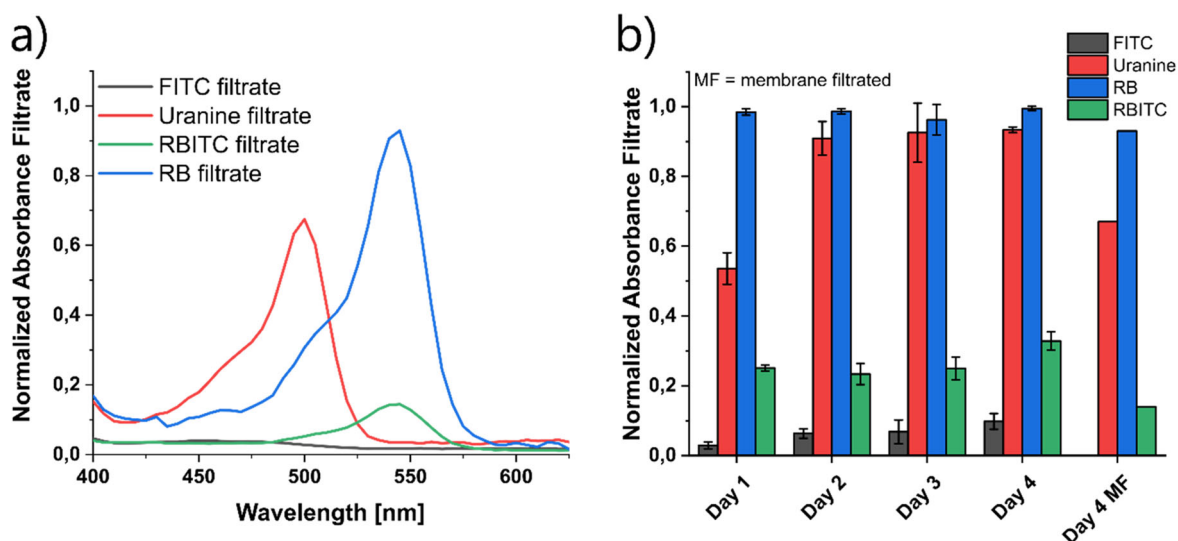 a)
FITC filtrate
Uranine filtrate
RBITC filtrate
RB filtrate
Normalized Absorbance Filtrate
1,0
0,8
0,6
0,4
0,2
0,0
400
450
500
550
600
Wavelength [nm]
b)
FITC
Uranine
RB
RBITC
MF = membrane filtrated
Normalized Absorbance Filtrate
1,0
0,8
0,6
0,4
0,2
0,0
Day 1
Day 2
Day 3
Day 4
Day 4 MF